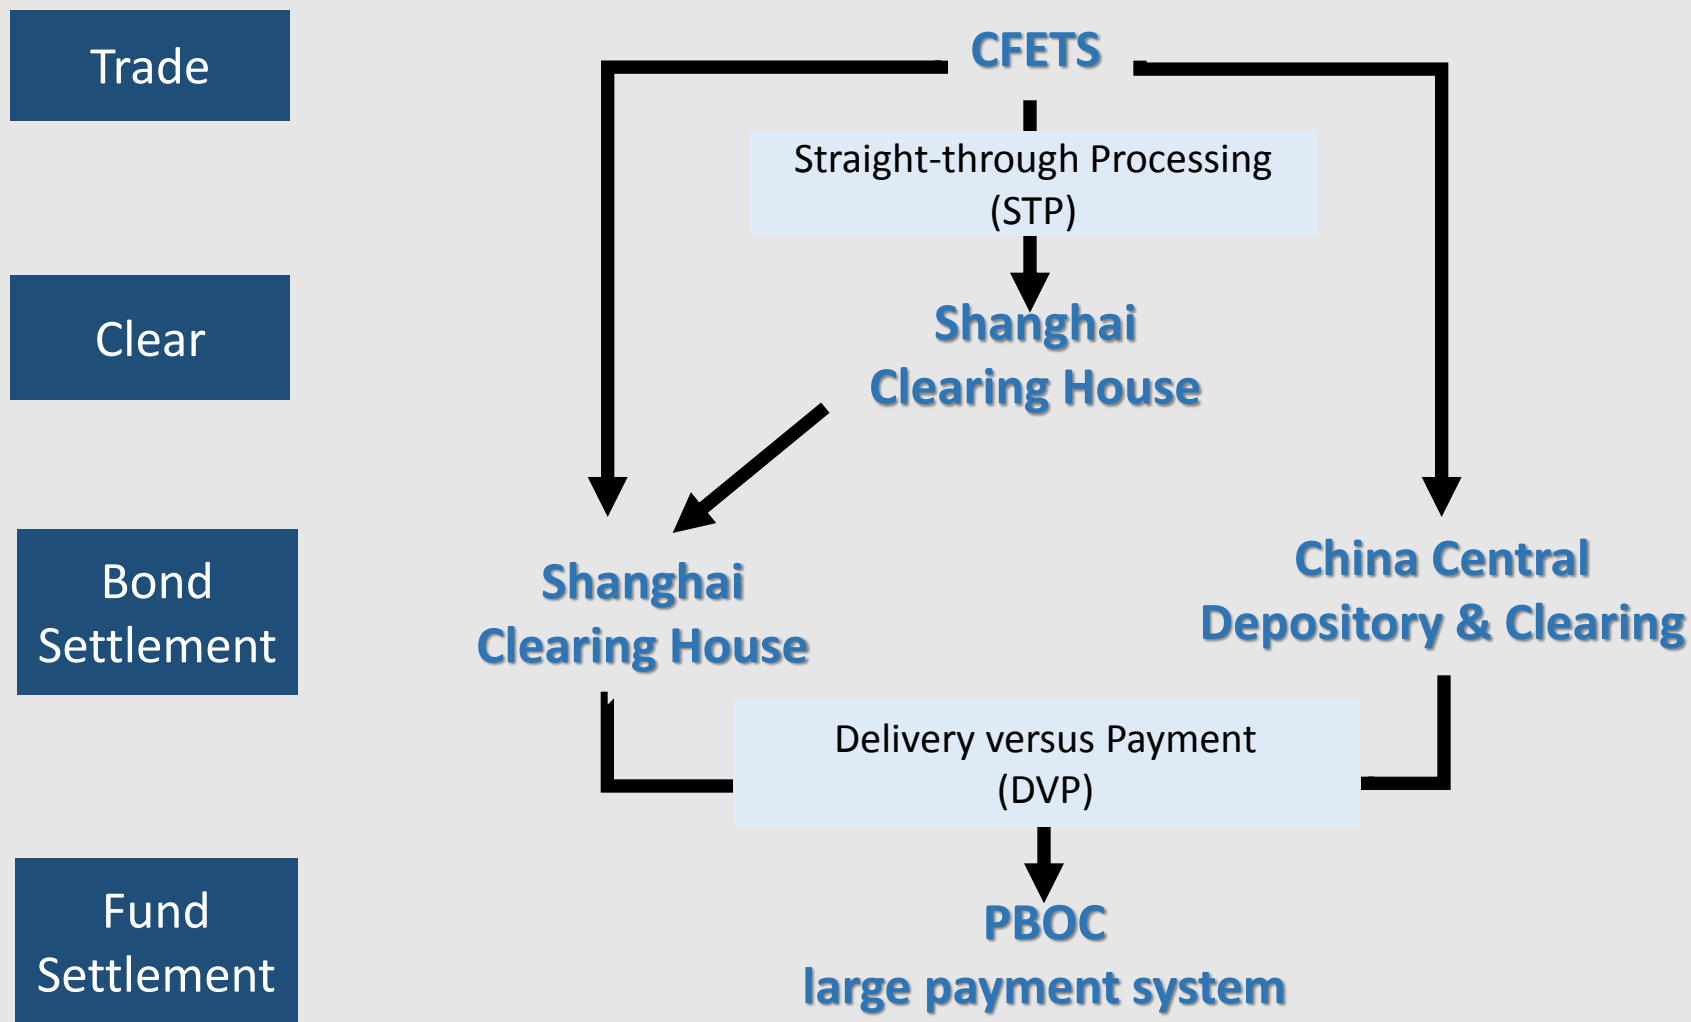 Trade
CFETS
Straight-through Processing
(STP)
Clear
Shanghai
Clearing House
Bond
Settlement
Shanghai
Clearing House
China Central
Depository & Clearing
Delivery versus Payment
(DVP)
Fund
Settlement
PBOC
large payment system